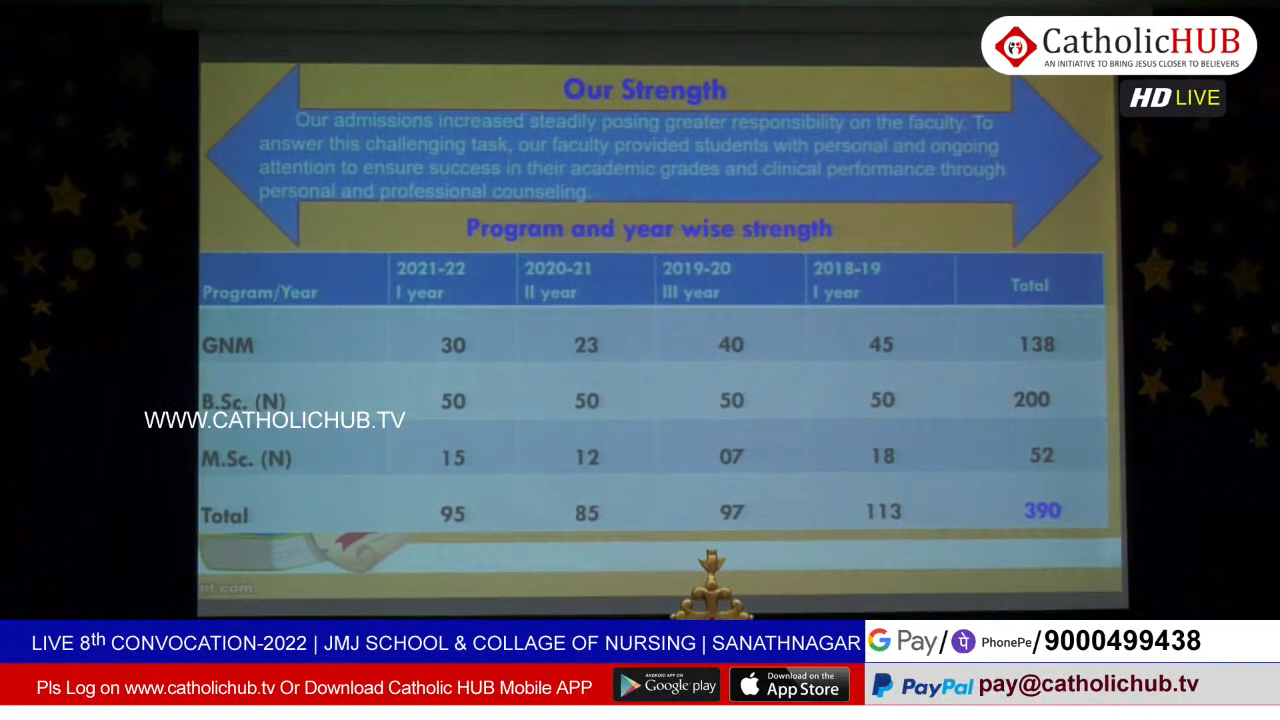 CatholicHUB
AN INITIATIVE TO BRING JESUS CLOSER TO BELIEVERS
HD LIVE
Our Strength
Our admissions increased steadily posing greater responsibility on the faculty. To
answer this challenging task, our faculty provided students with personal and ongoing
attention to ensure success in their academic grades and clinical performance through
personal and professional counseling.
Program and year wise strength
Program/Year 2021-22 I year 2020-21 II year 2019-20 III year 2018-19 I year Total
GNM 30 23 40 45 138
B.Sc. (N) 50 50 50 50 200
WWW.CATHOLICHUB.TV
M.Sc. (N) 15 12 07 18 52
Total 95 85 97 113 390
pt.com
LIVE 8th CONVOCATION-2022 | JMJ SCHOOL & COLLAGE OF NURSING | SANATHNAGAR
G Pay/ PhonePe/9000499438
Pls Log on www.catholichub.tv Or Download Catholic HUB Mobile APP
ANDROID APP ON
Google play
Download on the
App Store
PayPal pay@catholichub.tv